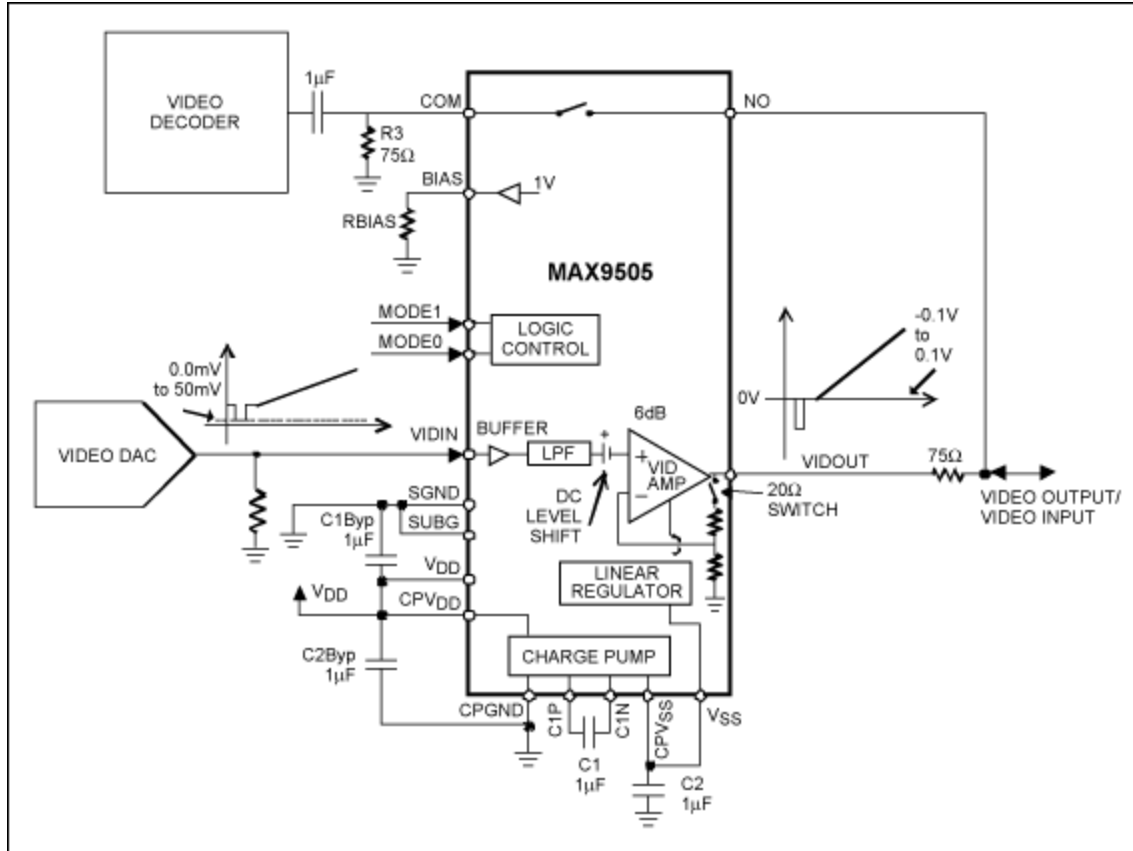 VIDEO
DECODER
1µF
COM
NO
R3
75Ω
BIAS
1V
RBIAS
MAX9505
MODE1
MODE0
LOGIC
CONTROL
0.0mV
to 50mV
-0.1V
to
0.1V
0V
VIDEO DAC
VIDIN
BUFFER
LPF
6dB
+
+
−
VID
AMP
VIDOUT
75Ω
20Ω
SWITCH
VIDEO OUTPUT/
VIDEO INPUT
DC
LEVEL
SHIFT
SGND
SUBG
C1Byp
1µF
VDD
VDD
CPVDD
LINEAR
REGULATOR
C2Byp
1µF
CHARGE PUMP
CPGND
C1P
C1N
CPVSS
VSS
C1
1µF
C2
1µF